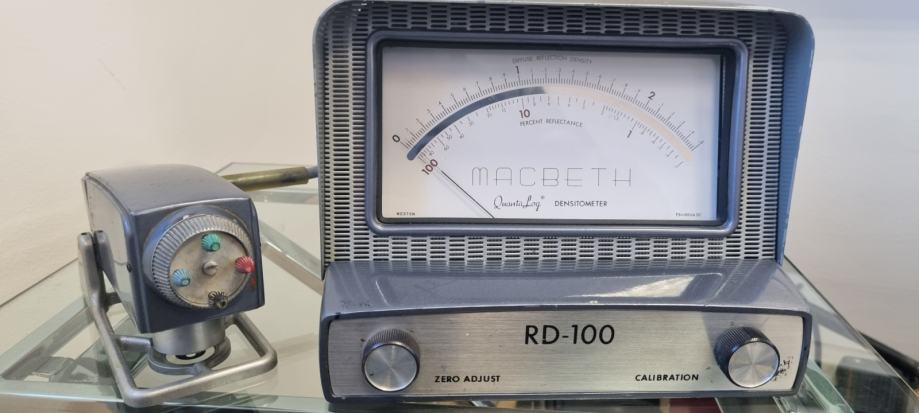 DIFFUSE REFLECTION DENSITY
0 1 2
100 10 1
PERCENT REFLECTANCE
MACBETH
QuantaLog® DENSITOMETER
WESTON
RD-100
ZERO ADJUST
CALIBRATION